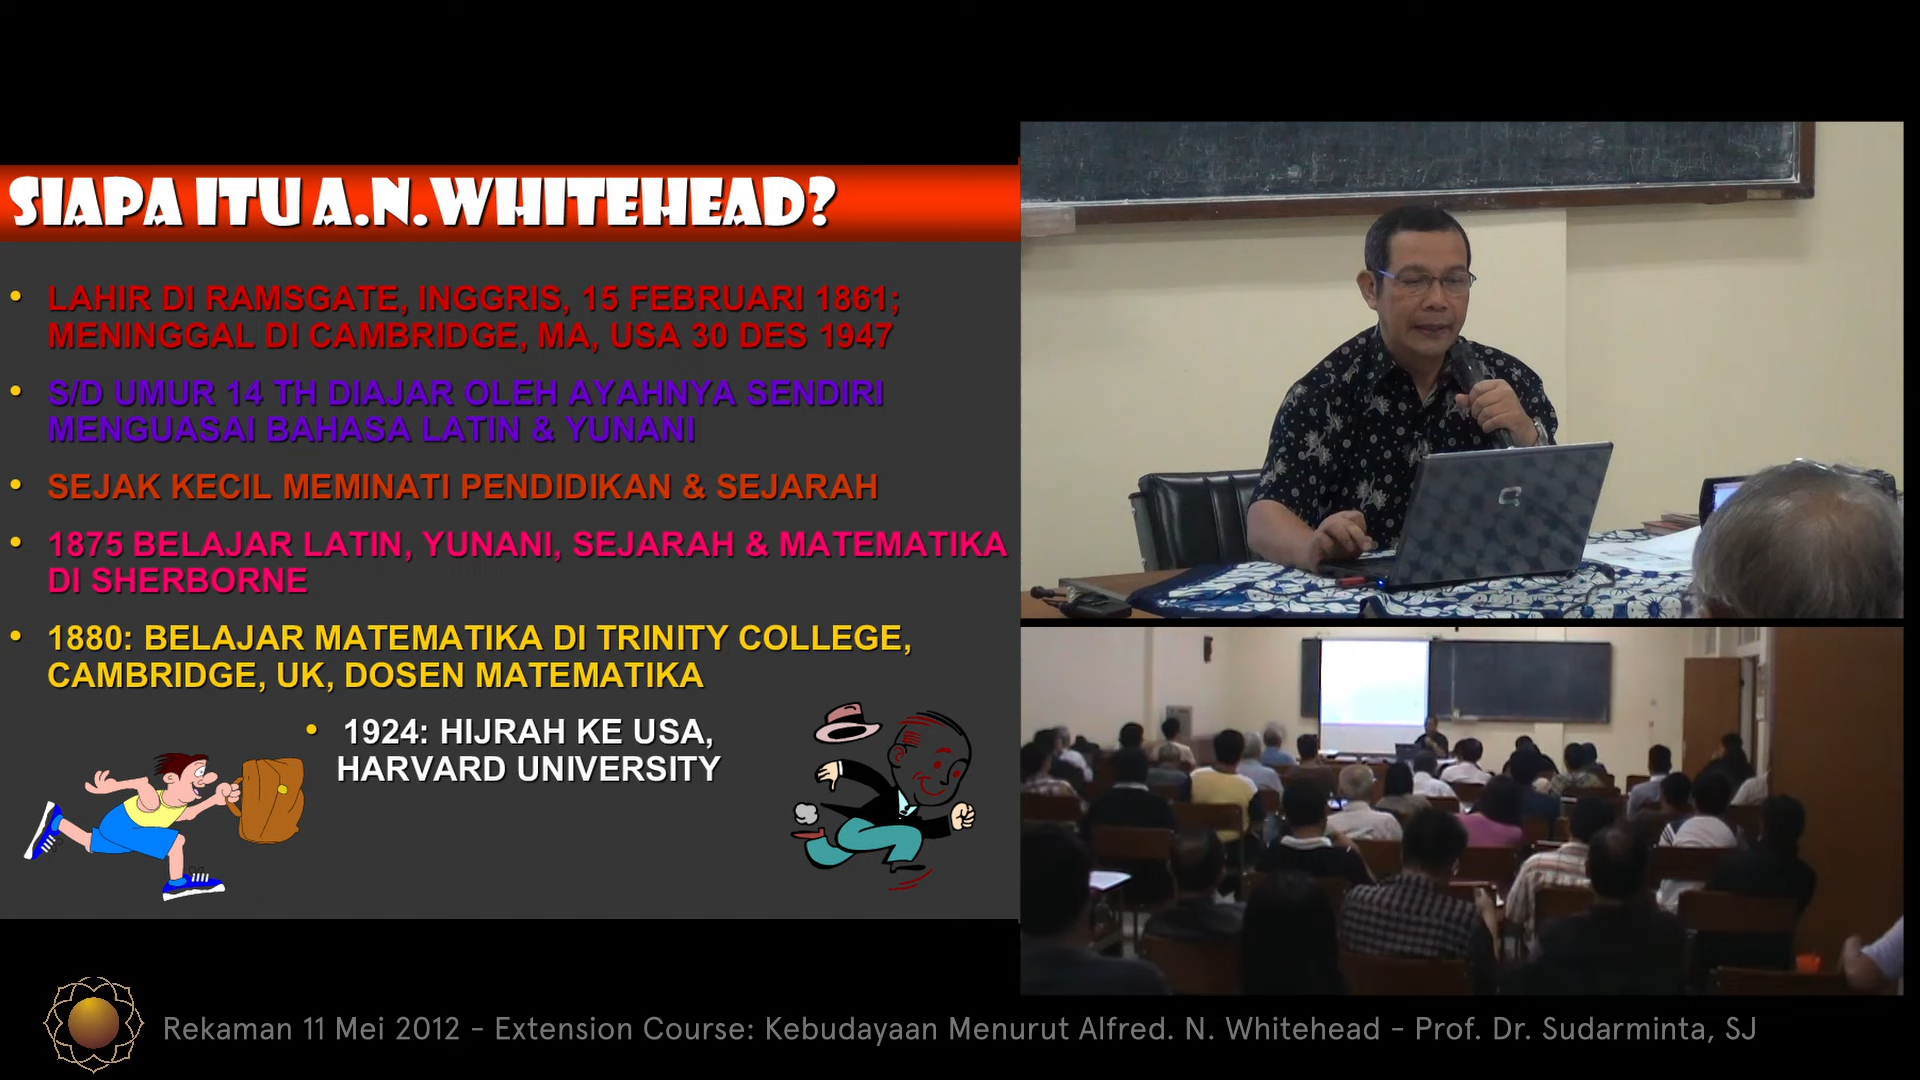 SIAPA ITU A.N. WHITEHEAD?
• LAHIR DI RAMSGATE, INGGRIS, 15 FEBRUARI 1861;
MENINGGAL DI CAMBRIDGE, MA, USA 30 DES 1947
• S/D UMUR 14 TH DIAJAR OLEH AYAHNYA SENDIRI
MENGUASAI BAHASA LATIN & YUNANI
• SEJAK KECIL MEMINATI PENDIDIKAN & SEJARAH
• 1875 BELAJAR LATIN, YUNANI, SEJARAH & MATEMATIKA
DI SHERBORNE
• 1880: BELAJAR MATEMATIKA DI TRINITY COLLEGE,
CAMBRIDGE, UK, DOSEN MATEMATIKA
• 1924: HIJRAH KE USA,
HARVARD UNIVERSITY
Rekaman 11 Mei 2012 - Extension Course: Kebudayaan Menurut Alfred. N. Whitehead - Prof. Dr. Sudarminta, SJ